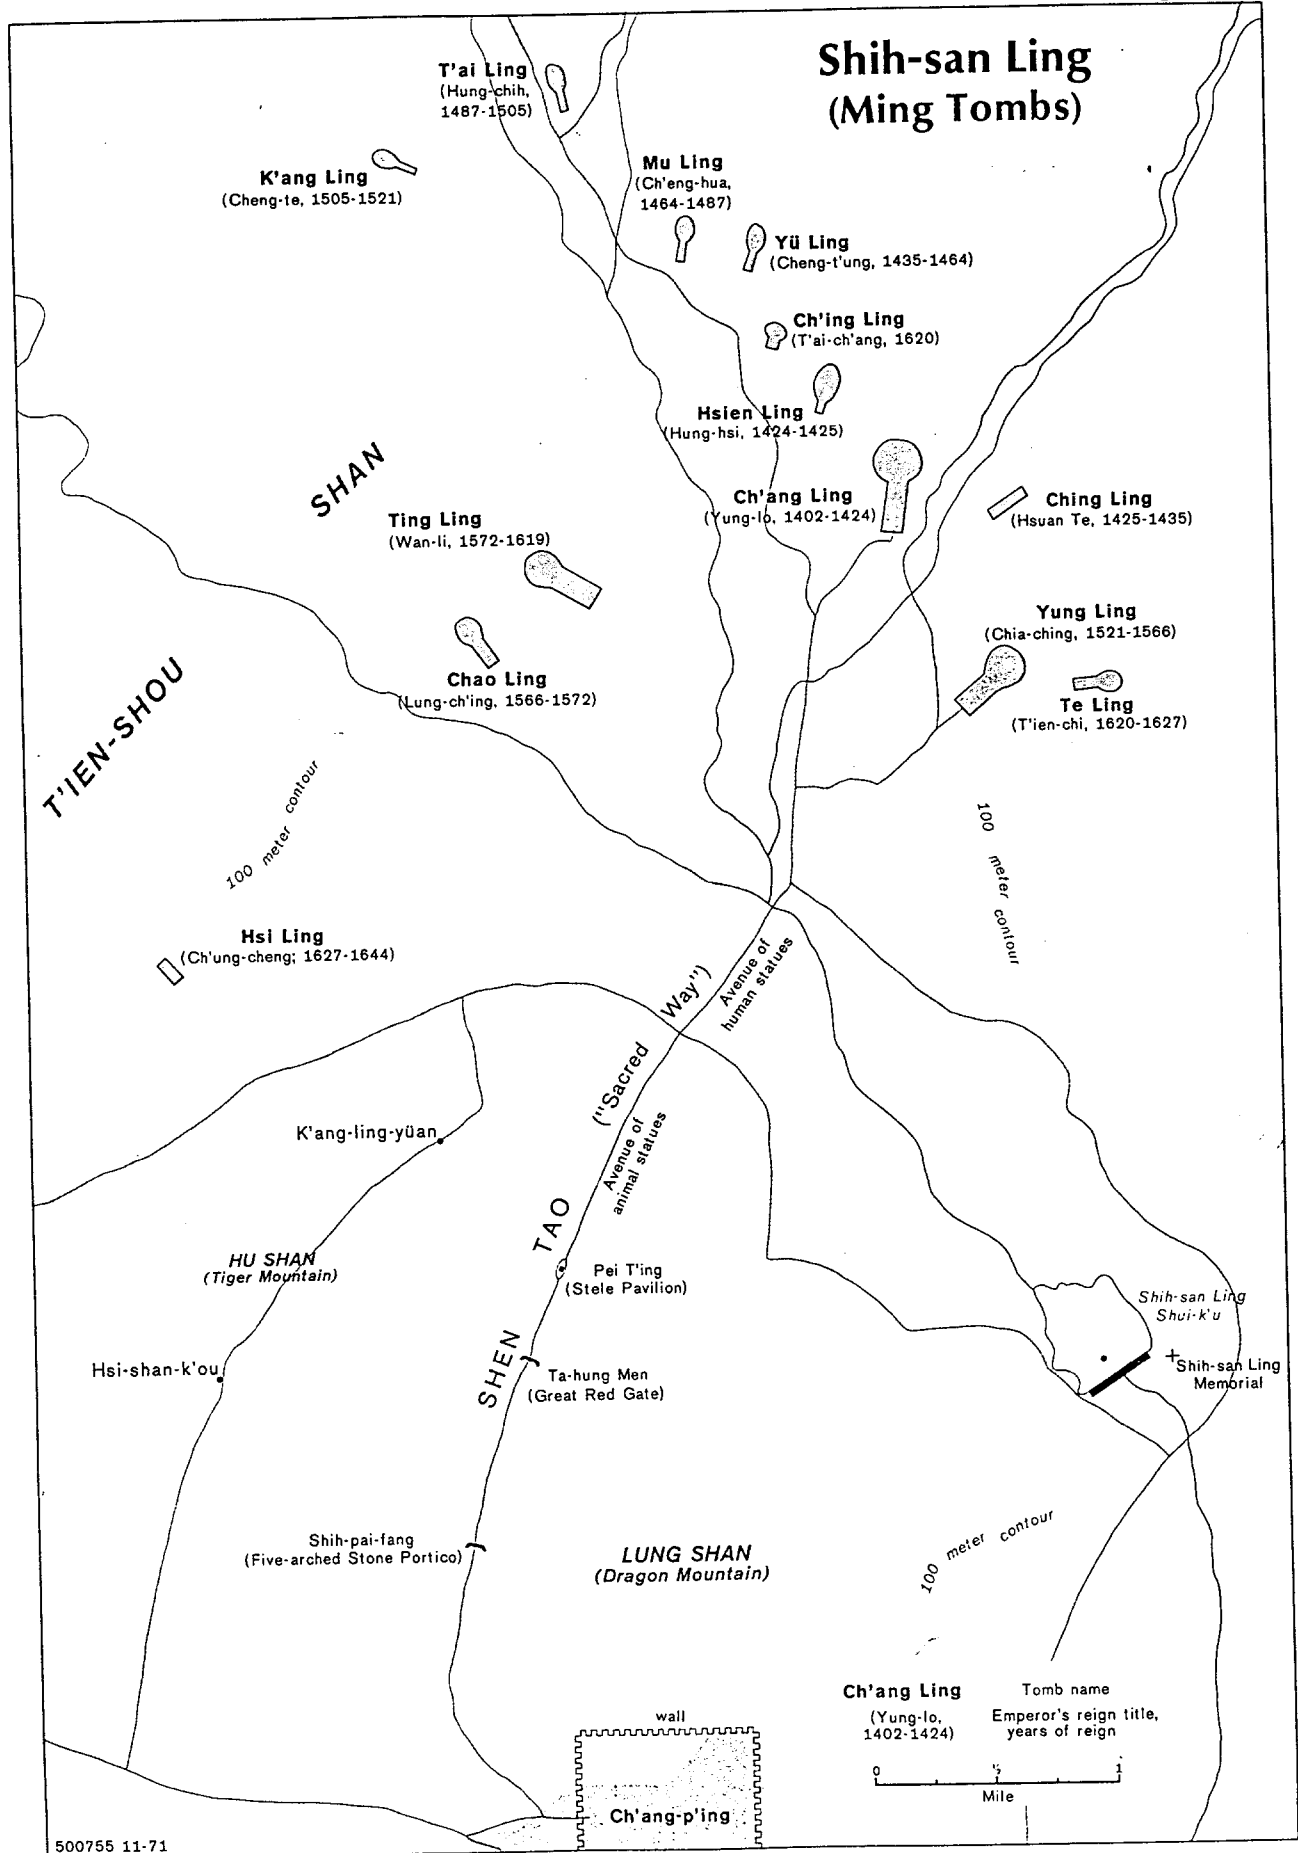 Shih-san Ling
(Ming Tombs)
T'ai Ling
(Hung-chih,
1487-1505)
K'ang Ling
(Cheng-te, 1505-1521)
Mu Ling
(Ch'eng-hua,
1464-1487)
Yü Ling
(Cheng-t'ung, 1435-1464)
Ch'ing Ling
(T'ai-ch'ang, 1620)
Hsien Ling
(Hung-hsi, 1424-1425)
SHAN
Ch'ang Ling
(Yung-lo, 1402-1424)
Ching Ling
(Hsuan Te, 1425-1435)
Ting Ling
(Wan-li, 1572-1619)
Yung Ling
(Chia-ching, 1521-1566)
T'IEN-SHOU
Chao Ling
(Lung-ch'ing, 1566-1572)
Te Ling
(T'ien-chi, 1620-1627)
100 meter contour
100 meter contour
Hsi Ling
(Ch'ung-cheng; 1627-1644)
Avenue of
human statues
("Sacred Way")
K'ang-ling-yüan
Avenue of
animal statues
SHEN TAO
HU SHAN
(Tiger Mountain)
Pei T'ing
(Stele Pavilion)
Shih-san Ling
Shui-k'u
Hsi-shan-k'ou
Ta-hung Men
(Great Red Gate)
Shih-san Ling
Memorial
Shih-pai-fang
(Five-arched Stone Portico)
LUNG SHAN
(Dragon Mountain)
100 meter contour
Ch'ang Ling
(Yung-lo,
1402-1424)
Tomb name
Emperor's reign title,
years of reign
wall
0 ½ 1
Mile
Ch'ang-p'ing
500755 11-71